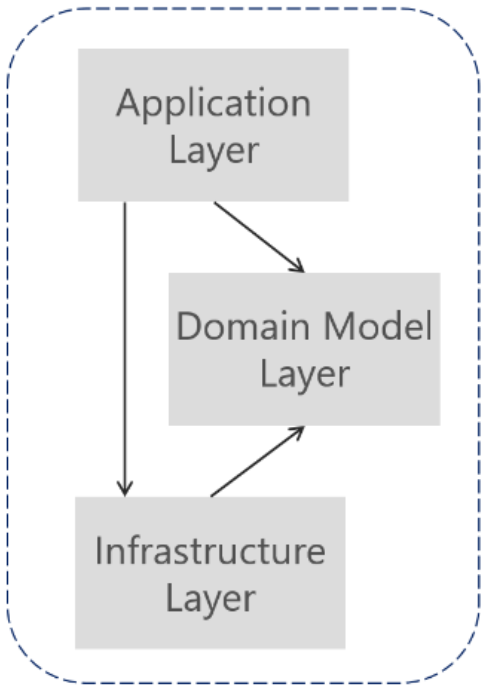 Application
Layer
Domain Model
Layer
Infrastructure
Layer